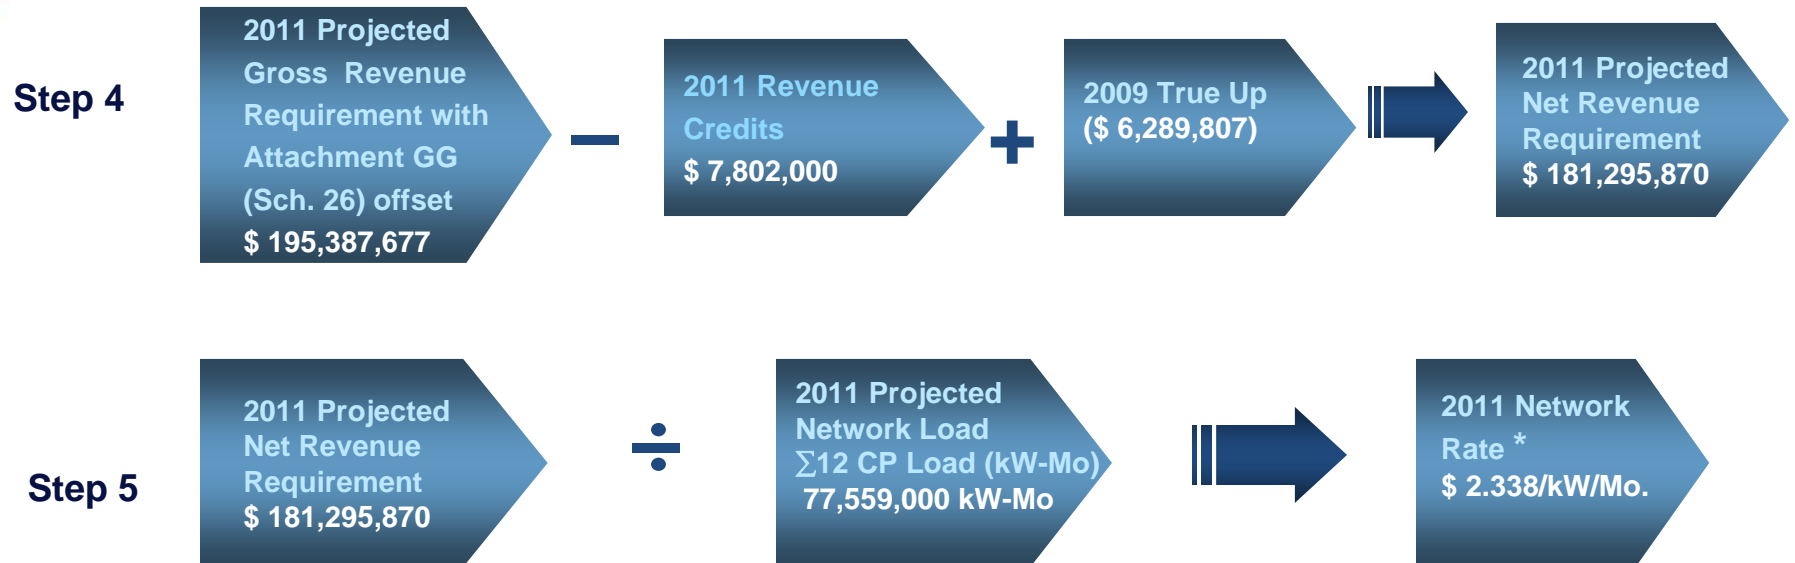 Step 4
2011 Projected
Gross Revenue
Requirement with
Attachment GG
(Sch. 26) offset
$ 195,387,677
−
2011 Revenue
Credits
$ 7,802,000
+
2009 True Up
($ 6,289,807)
2011 Projected
Net Revenue
Requirement
$ 181,295,870
Step 5
2011 Projected
Net Revenue
Requirement
$ 181,295,870
÷
2011 Projected
Network Load
∑12 CP Load (kW-Mo)
77,559,000 kW-Mo
2011 Network
Rate *
$ 2.338/kW/Mo.